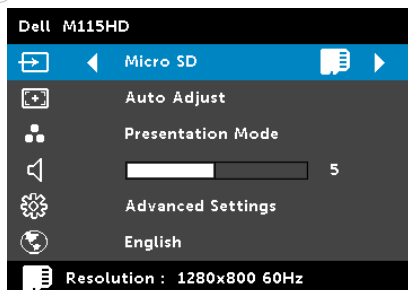 Dell M115HD
Micro SD
Auto Adjust
Presentation Mode
5
Advanced Settings
English
Resolution : 1280x800 60Hz